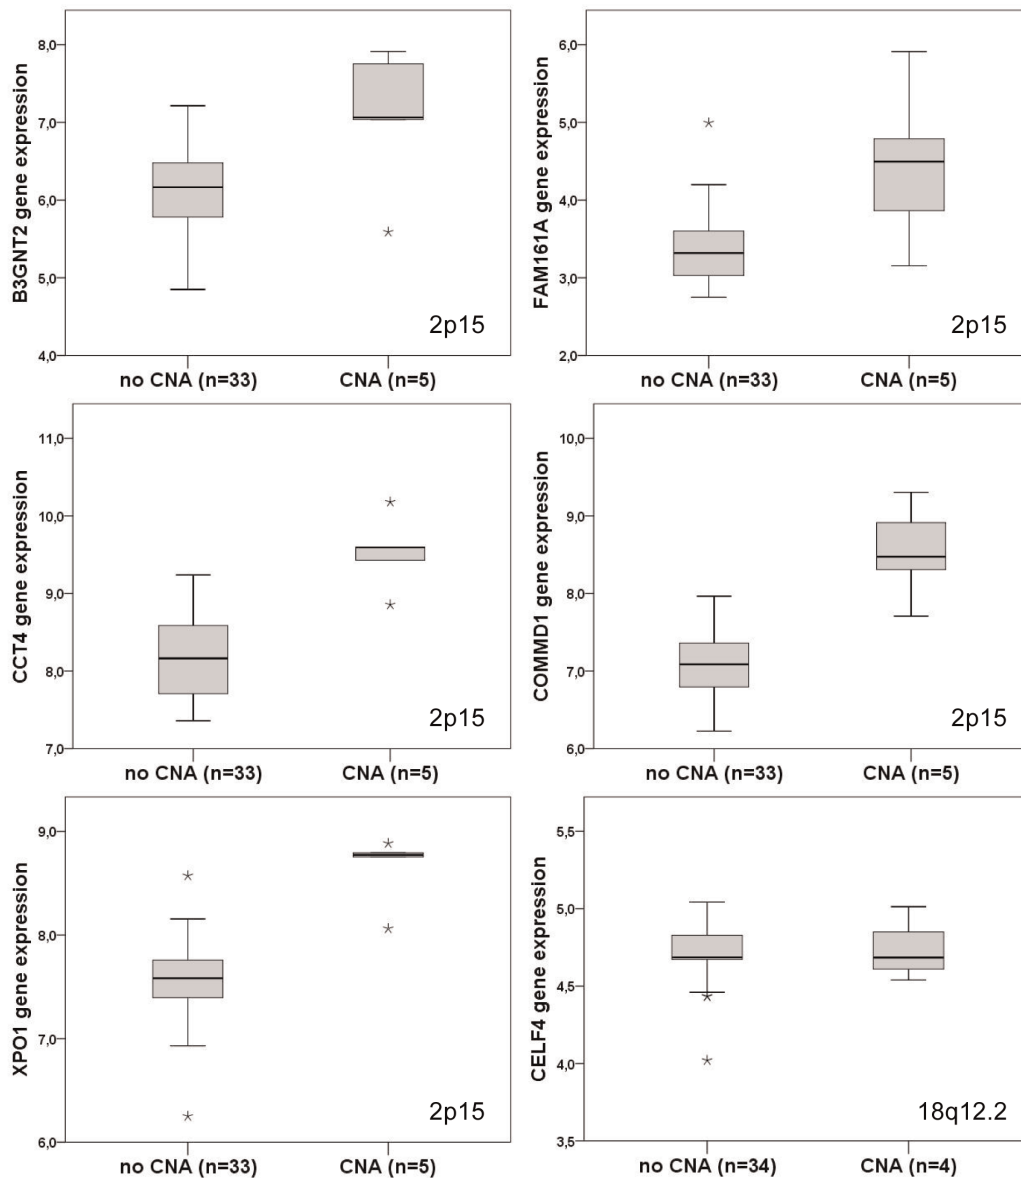 B3GNT2 gene expression
8,0
7,0
6,0
5,0
4,0
2p15
no CNA (n=33)
CNA (n=5)
FAM161A gene expression
6,0
5,0
4,0
3,0
2,0
2p15
no CNA (n=33)
CNA (n=5)
CCT4 gene expression
11,0
10,0
9,0
8,0
7,0
2p15
no CNA (n=33)
CNA (n=5)
COMMD1 gene expression
10,0
9,0
8,0
7,0
6,0
2p15
no CNA (n=33)
CNA (n=5)
XPO1 gene expression
9,0
8,0
7,0
6,0
2p15
no CNA (n=33)
CNA (n=5)
CELF4 gene expression
5,5
5,0
4,5
4,0
3,5
18q12.2
no CNA (n=34)
CNA (n=4)